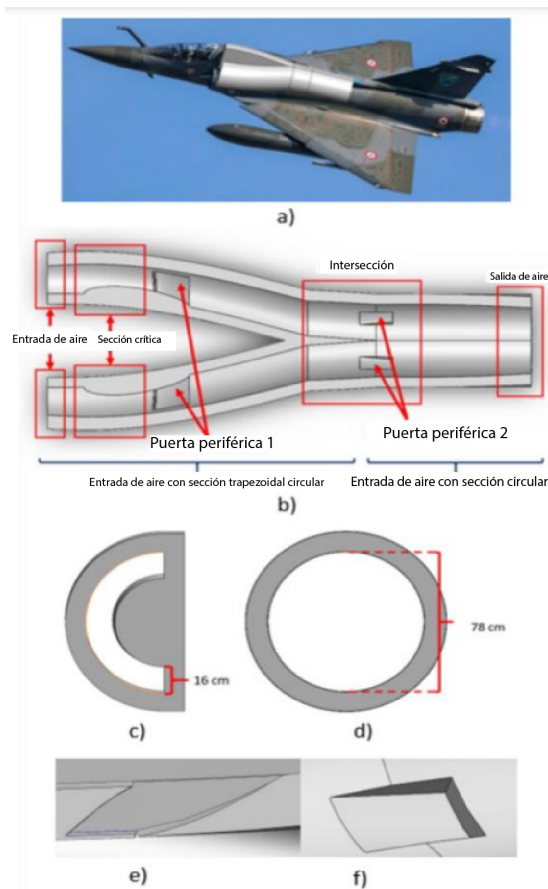 a)
Intersección
Salida de aire
Entrada de aire
Sección crítica
Puerta periférica 1
Puerta periférica 2
Entrada de aire con sección trapezoidal circular
Entrada de aire con sección circular
b)
16 cm
78 cm
c)
d)
e)
f)